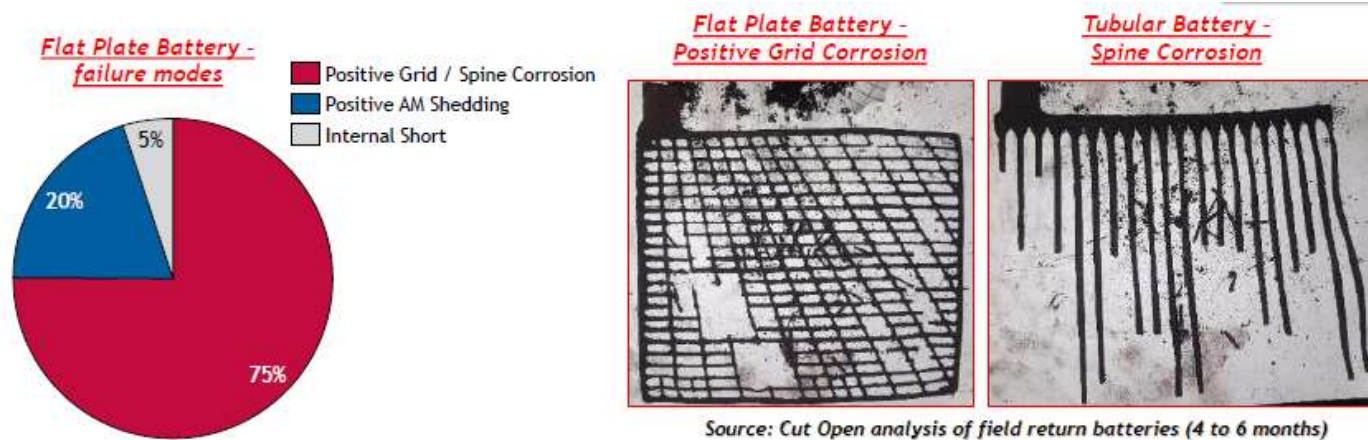 Flat Plate Battery -
failure modes
Positive Grid / Spine Corrosion
Positive AM Shedding
Internal Short
5%
20%
75%
Flat Plate Battery -
Positive Grid Corrosion
Tubular Battery -
Spine Corrosion
Source: Cut Open analysis of field return batteries (4 to 6 months)